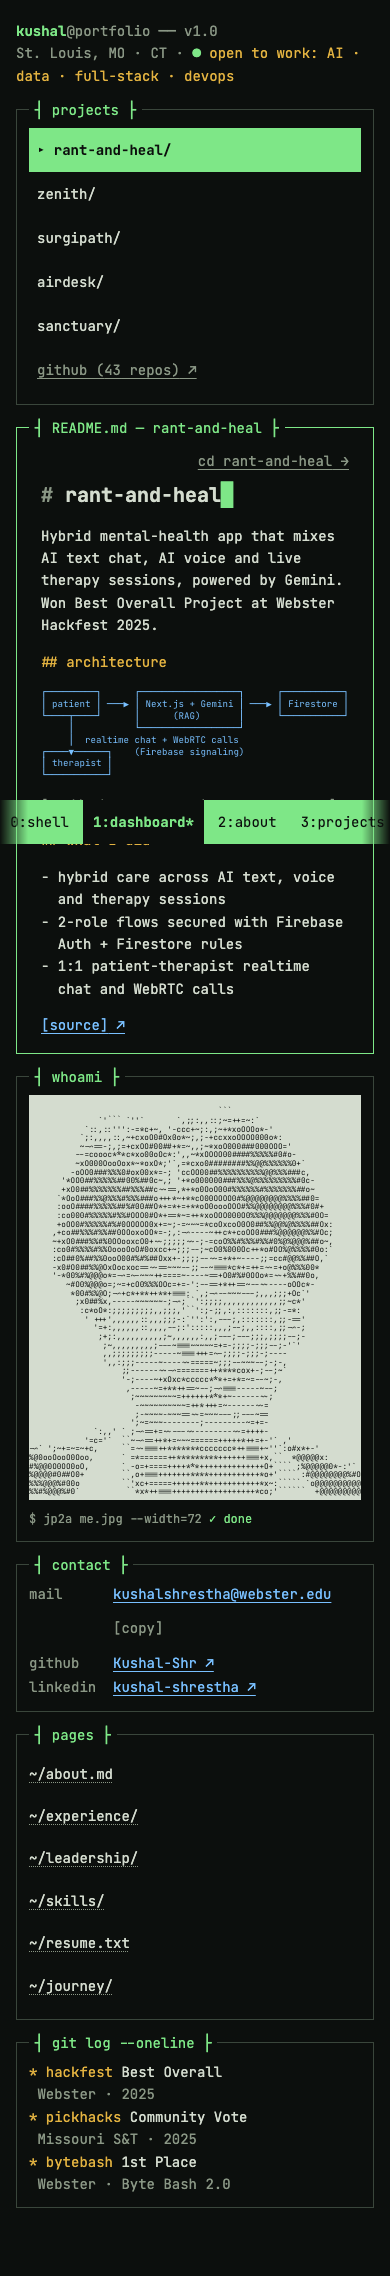 kushal@portfolio — v1.0
St. Louis, MO · CT · ● open to work: AI ·
data · full-stack · devops
┤ projects ├
▸ rant-and-heal/
zenith/
surgipath/
airdesk/
sanctuary/
github (43 repos) ↗
┤ README.md — rant-and-heal ├
cd rant-and-heal →
# rant-and-heal
Hybrid mental-health app that mixes
AI text chat, AI voice and live
therapy sessions, powered by Gemini.
Won Best Overall Project at Webster
Hackfest 2025.
## architecture
patient
Next.js + Gemini
(RAG)
Firestore
realtime chat + WebRTC calls
(Firebase signaling)
therapist
0:shell 1:dashboard* 2:about 3:projects
- hybrid care across AI text, voice
and therapy sessions
- 2-role flows secured with Firebase
Auth + Firestore rules
- 1:1 patient-therapist realtime
chat and WebRTC calls
[source] ↗
┤ whoami ├
$ jp2a me.jpg --width=72 ✓ done
┤ contact ├
mail kushalshrestha@webster.edu
[copy]
github Kushal-Shr ↗
linkedin kushal-shrestha ↗
┤ pages ├
~/about.md
~/experience/
~/leadership/
~/skills/
~/resume.txt
~/journey/
┤ git log --oneline ├
* hackfest Best Overall
Webster · 2025
* pickhacks Community Vote
Missouri S&T · 2025
* bytebash 1st Place
Webster · Byte Bash 2.0